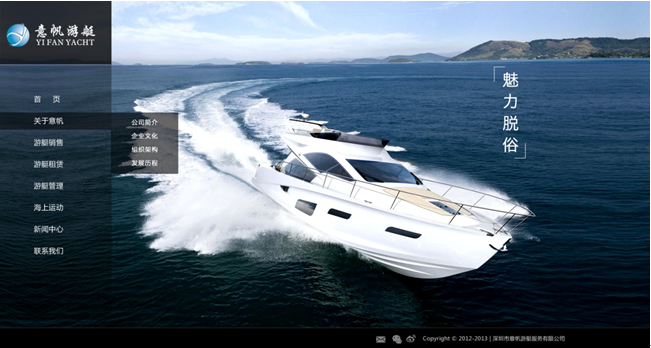 意帆游艇
YI FAN YACHT
首 页
关于意帆
游艇销售
游艇租赁
游艇管理
海上运动
新闻中心
联系我们
公司简介
企业文化
组织架构
发展历程
魅力脱俗
Copyright © 2012-2013 | 深圳市意帆游艇服务有限公司